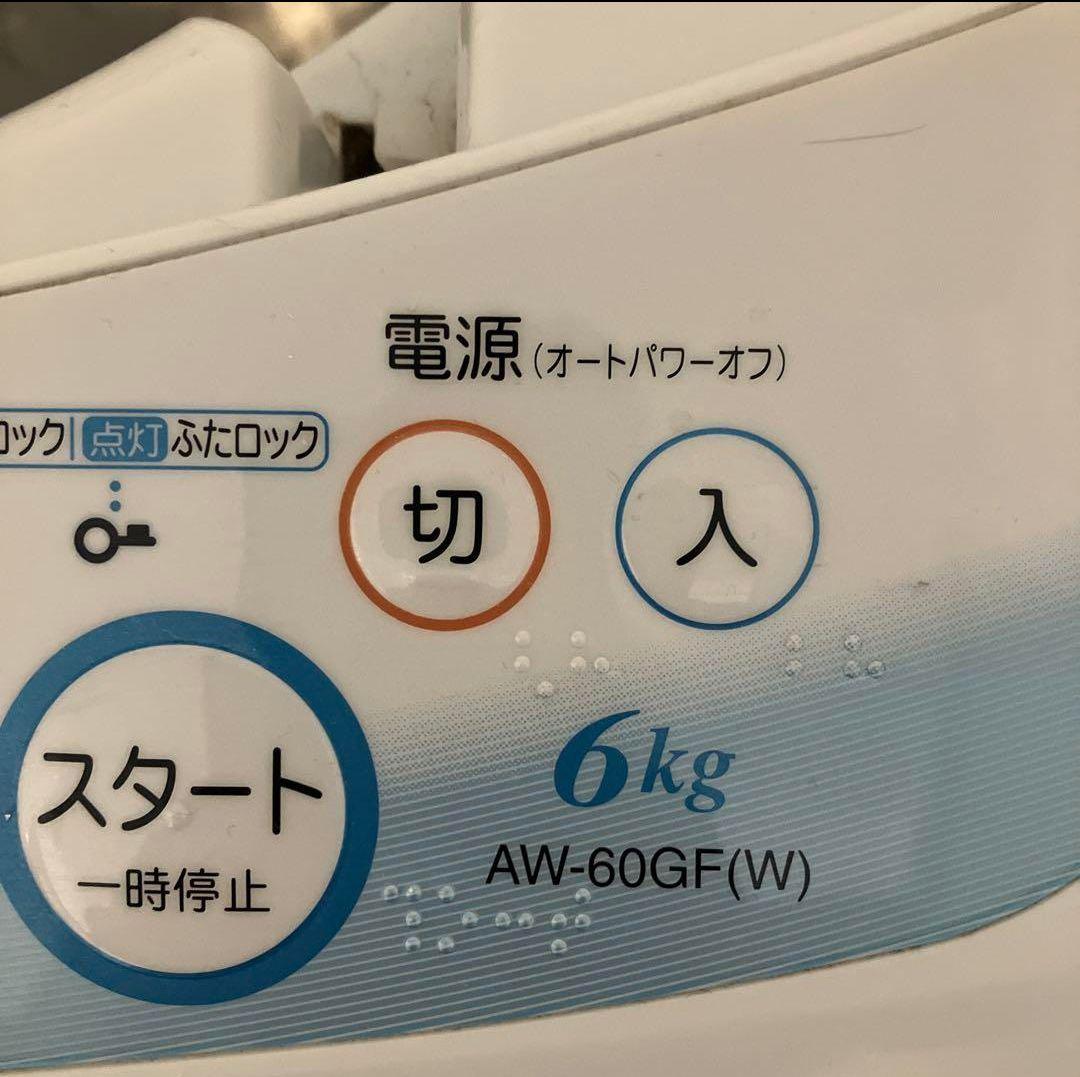 電源(オートパワーオフ)
ロック|点灯 ふたロック
切 入
スタート
一時停止
6kg
AW-60GF(W)